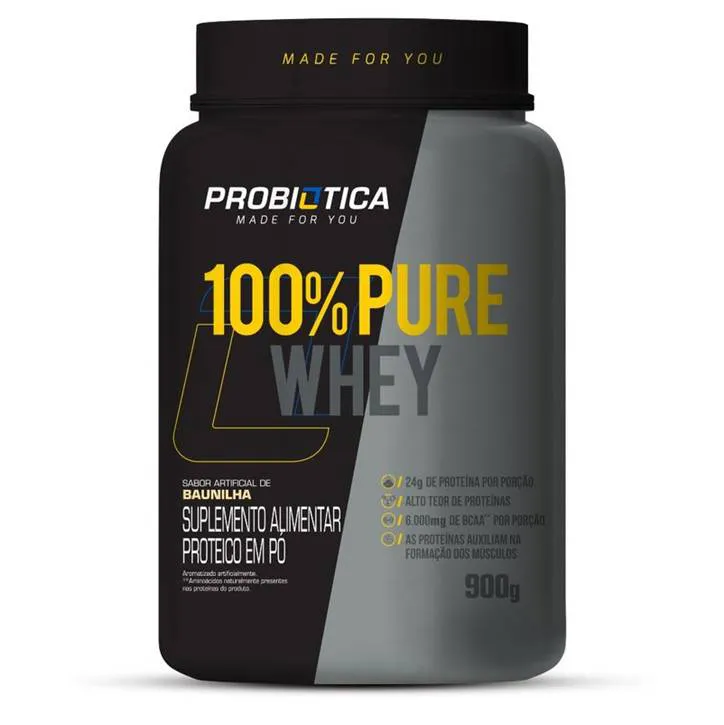 MADE FOR YOU
PROBIOTICA
MADE FOR YOU
100% PURE
WHEY
SABOR ARTIFICIAL DE
BAUNILHA
SUPLEMENTO ALIMENTAR
PROTEICO EM PÓ
Aromatizado artificialmente.
**Aminoácidos naturalmente presentes
nas proteínas do produto.
24g DE PROTEÍNA POR PORÇÃO
ALTO TEOR DE PROTEÍNAS
6.000mg DE BCAA** POR PORÇÃO
AS PROTEÍNAS AUXILIAM NA
FORMAÇÃO DOS MÚSCULOS
900g